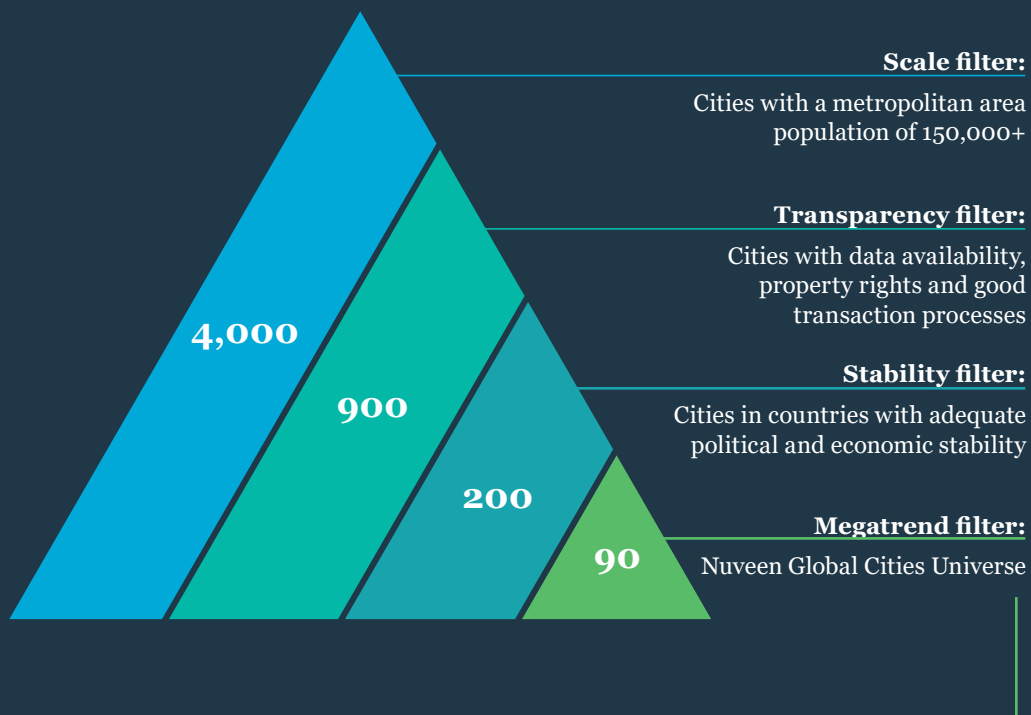 Scale filter:
Cities with a metropolitan area
population of 150,000+
Transparency filter:
Cities with data availability,
property rights and good
transaction processes
4,000
Stability filter:
900
Cities in countries with adequate
political and economic stability
200
Megatrend filter:
90
Nuveen Global Cities Universe